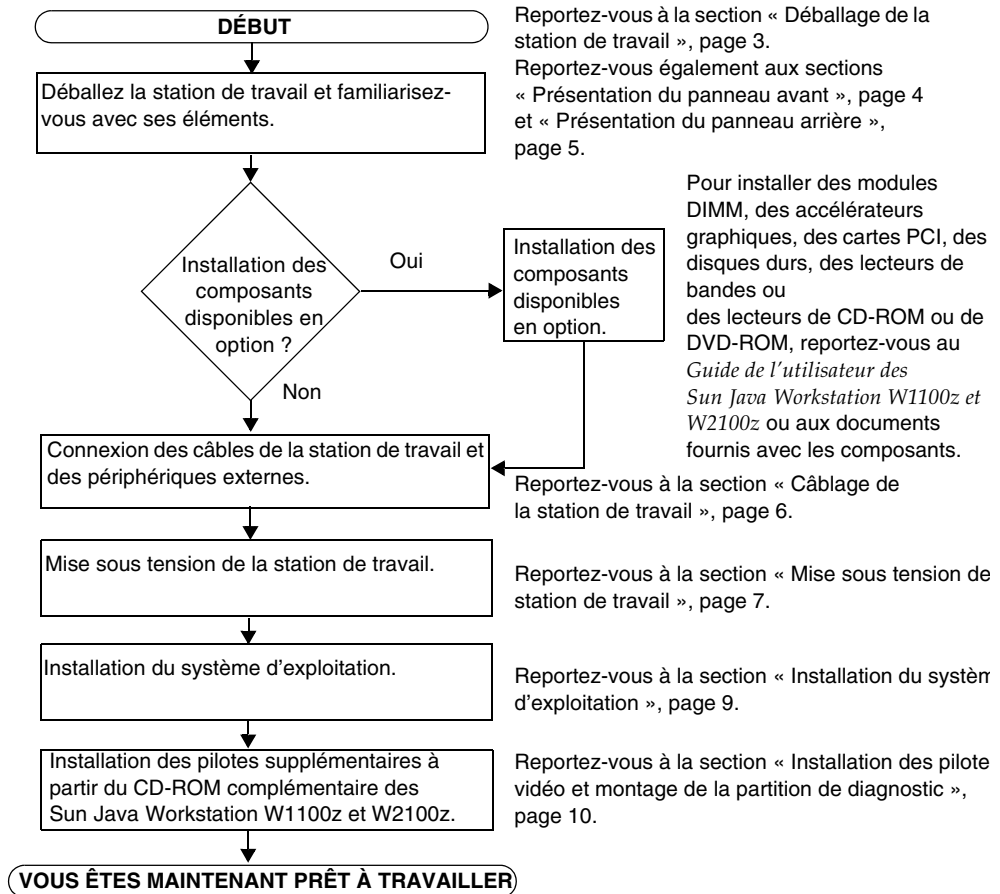 DÉBUT
Reportez-vous à la section « Déballage de la
station de travail », page 3.
Reportez-vous également aux sections
« Présentation du panneau avant », page 4
et « Présentation du panneau arrière »,
page 5.
Déballez la station de travail et familiarisez-
vous avec ses éléments.
Installation des
composants
disponibles en
option ?
Oui
Non
Installation des
composants
disponibles
en option.
Pour installer des modules
DIMM, des accélérateurs
graphiques, des cartes PCI, des
disques durs, des lecteurs de
bandes ou
des lecteurs de CD-ROM ou de
DVD-ROM, reportez-vous au
Guide de l'utilisateur des
Sun Java Workstation W1100z et
W2100z ou aux documents
fournis avec les composants.
Connexion des câbles de la station de travail et
des périphériques externes.
Reportez-vous à la section « Câblage de
la station de travail », page 6.
Mise sous tension de la station de travail.
Reportez-vous à la section « Mise sous tension de
station de travail », page 7.
Installation du système d'exploitation.
Reportez-vous à la section « Installation du systèm
d'exploitation », page 9.
Installation des pilotes supplémentaires à
partir du CD-ROM complémentaire des
Sun Java Workstation W1100z et W2100z.
Reportez-vous à la section « Installation des pilote
vidéo et montage de la partition de diagnostic »,
page 10.
VOUS ÊTES MAINTENANT PRÊT À TRAVAILLER